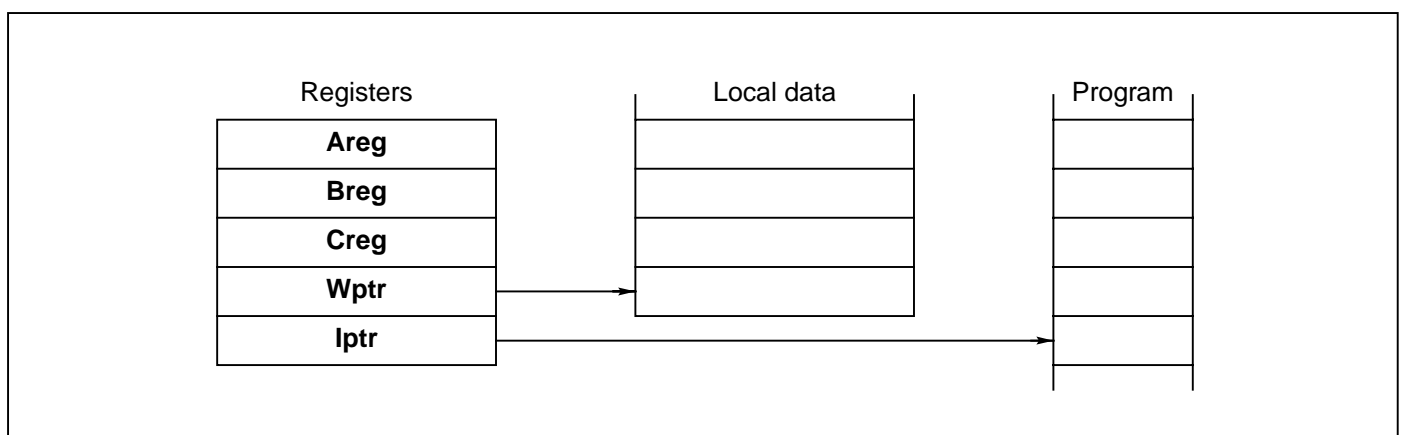 Registers
Local data
Program
Areg
Breg
Creg
Wptr
Iptr